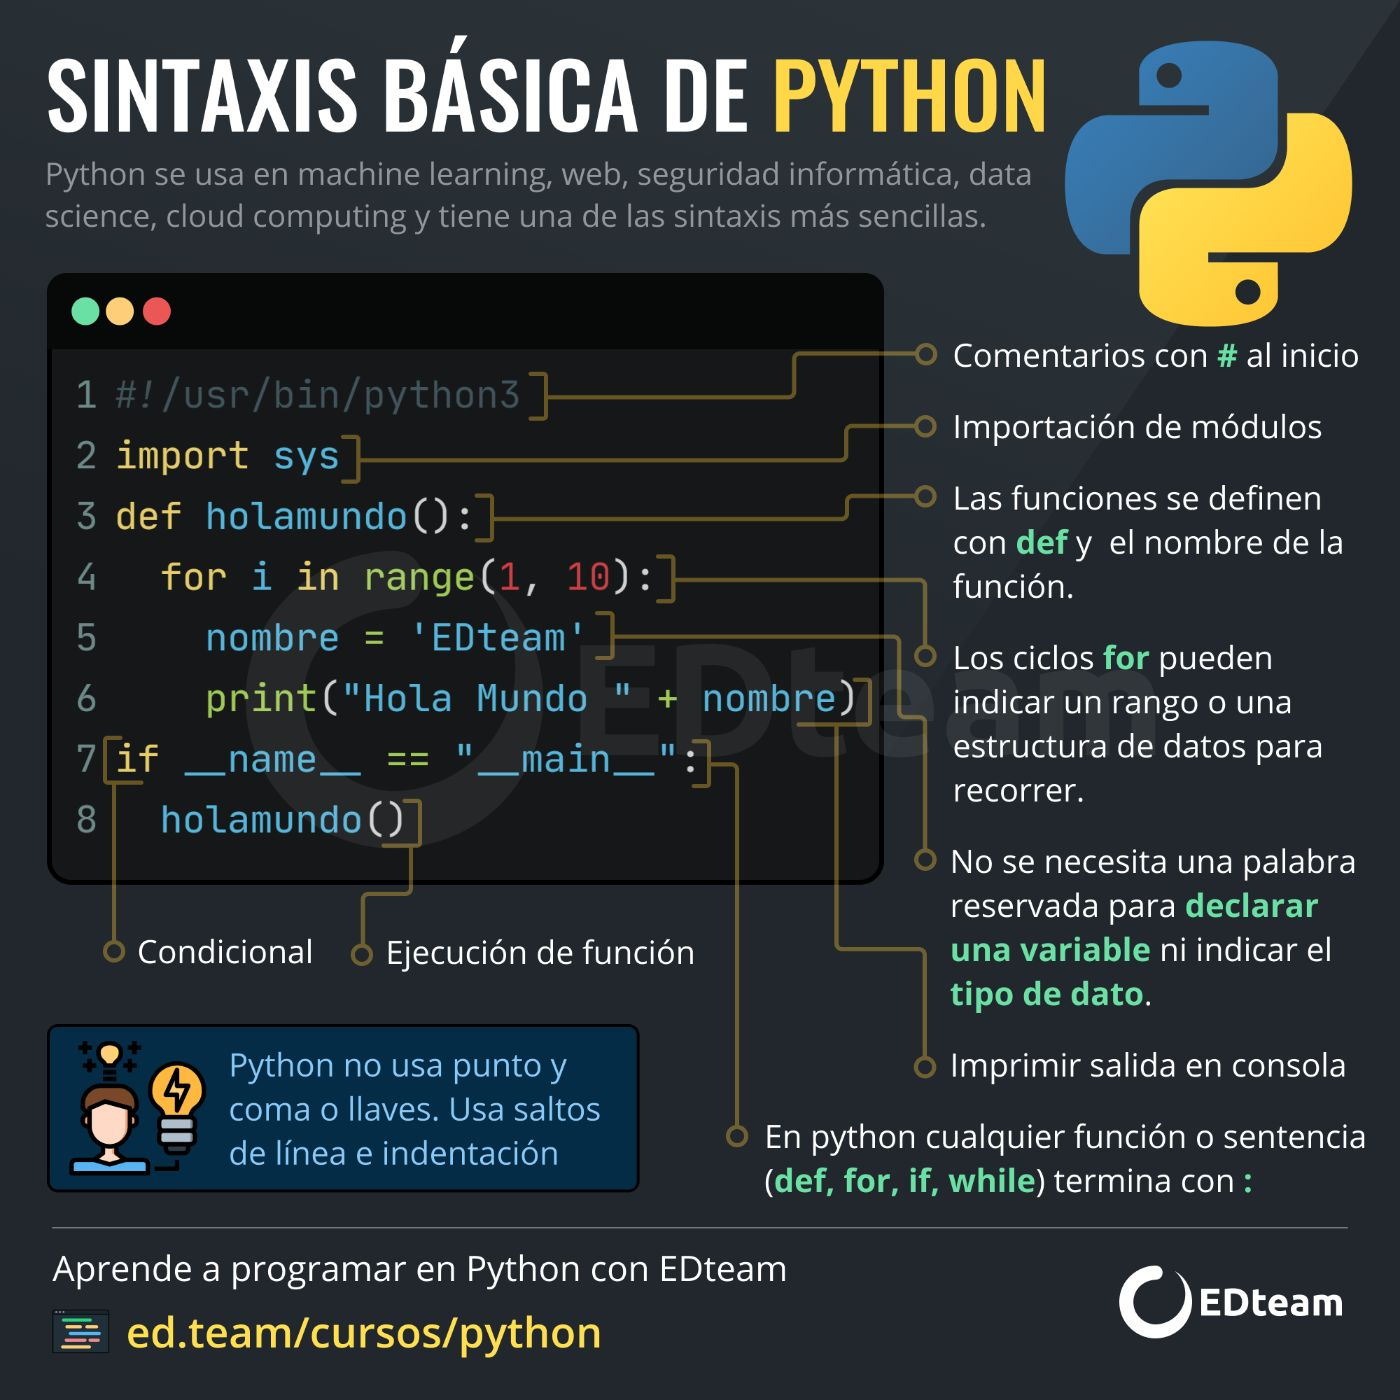 SINTAXIS BÁSICA DE PYTHON
Python se usa en machine learning, web, seguridad informática, data
science, cloud computing y tiene una de las sintaxis más sencillas.
1 #!/usr/bin/python3
2 import sys
3 def holamundo():
4 for i in range(1, 10):
5 nombre = 'EDteam'
6 print("Hola Mundo " + nombre)
7 if __name__ == "__main__":
8 holamundo()
EDteam
Comentarios con # al inicio
Importación de módulos
Las funciones se definen
con def y  el nombre de la
función.
Los ciclos for pueden
indicar un rango o una
estructura de datos para
recorrer.
No se necesita una palabra
reservada para declarar
una variable ni indicar el
tipo de dato.
Imprimir salida en consola
En python cualquier función o sentencia
(def, for, if, while) termina con :
Condicional
Ejecución de función
Python no usa punto y
coma o llaves. Usa saltos
de línea e indentación
Aprende a programar en Python con EDteam
ed.team/cursos/python
EDteam